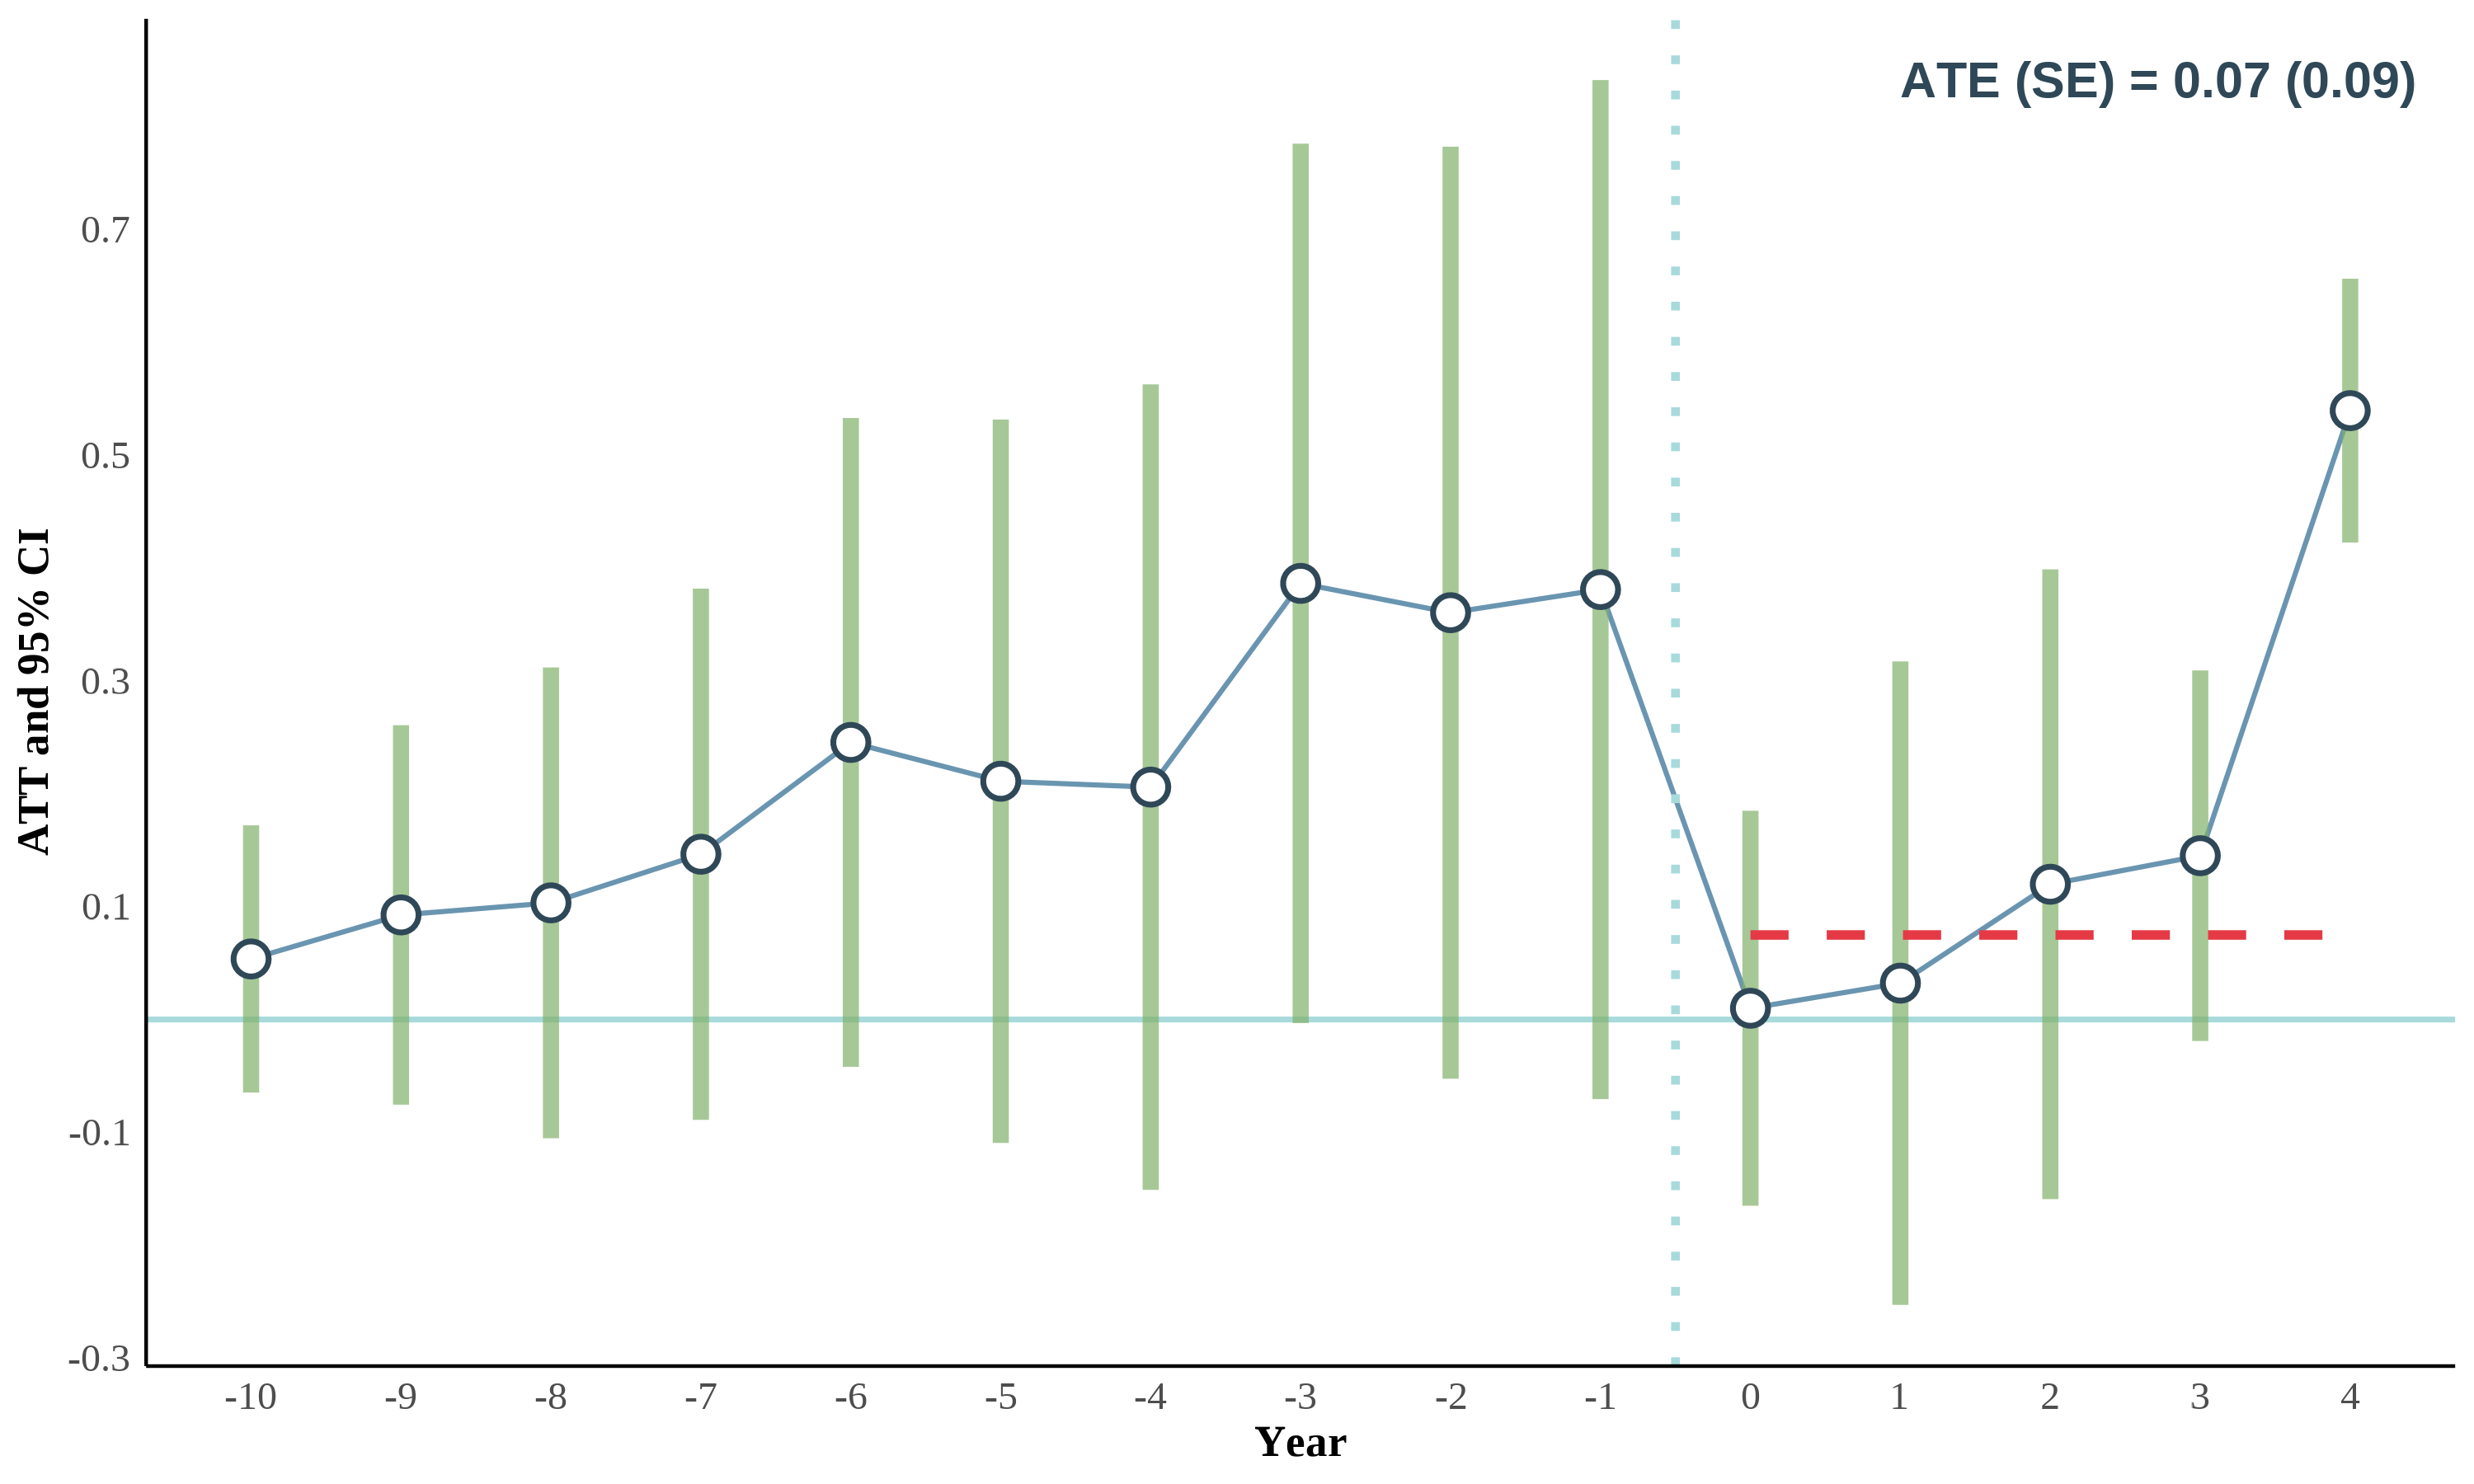 ATE (SE) = 0.07 (0.09)
ATT and 95% CI
0.7
0.5
0.3
0.1
-0.1
-0.3
-10 -9 -8 -7 -6 -5 -4 -3 -2 -1 0 1 2 3 4
Year